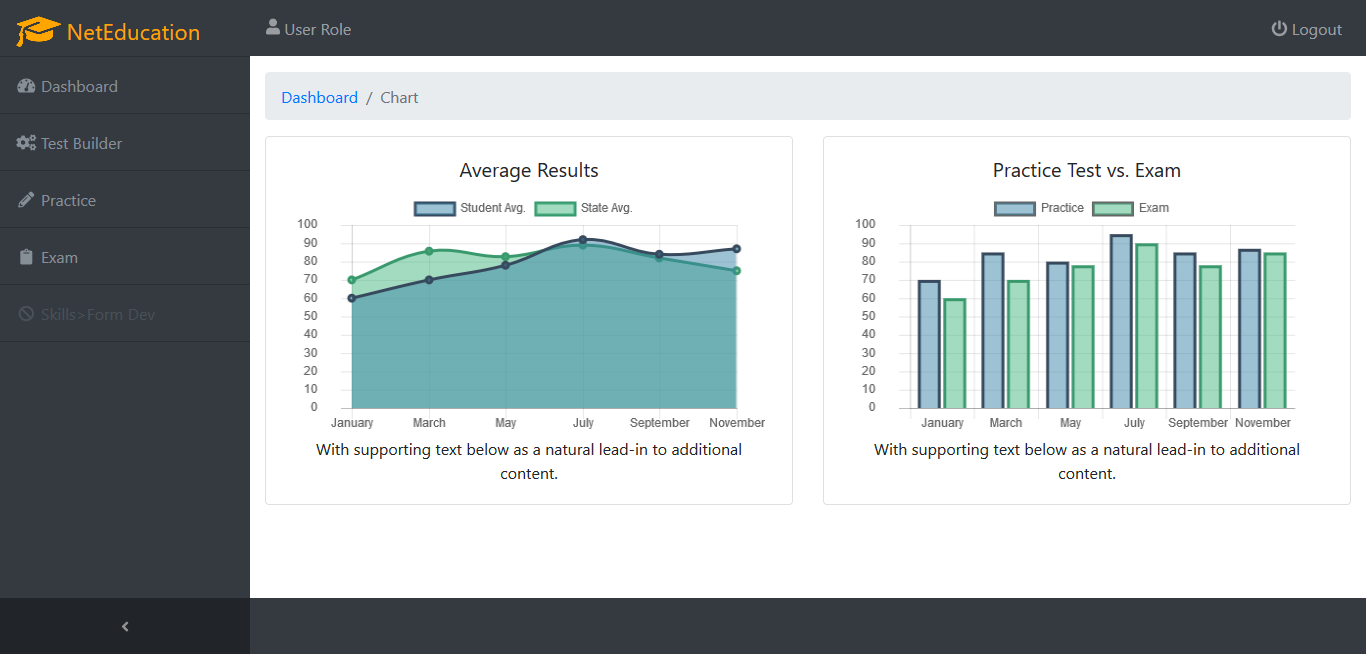 NetEducation
User Role
Logout
Dashboard
Test Builder
Practice
Exam
Skills>Form Dev
Dashboard / Chart
Average Results
Student Avg. State Avg.
100
90
80
70
60
50
40
30
20
10
0
January March May July September November
With supporting text below as a natural lead-in to additional
content.
Practice Test vs. Exam
Practice Exam
100
90
80
70
60
50
40
30
20
10
0
January March May July September November
With supporting text below as a natural lead-in to additional
content.